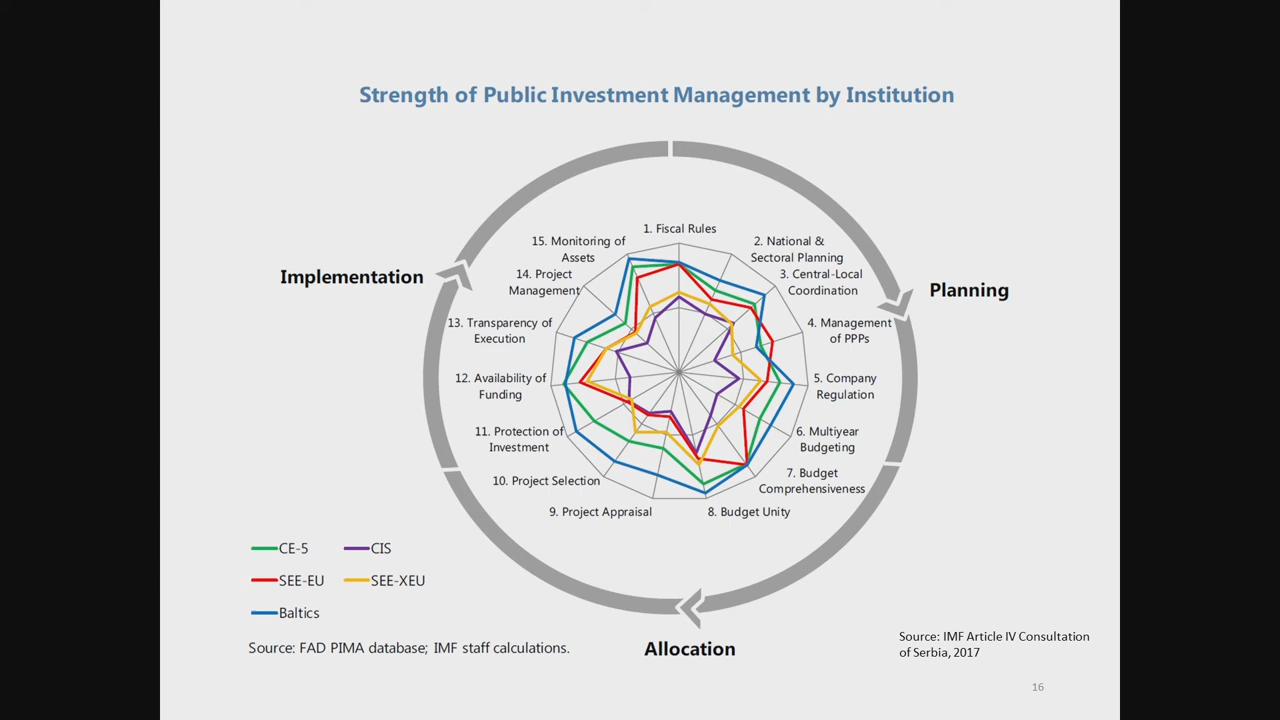 Strength of Public Investment Management by Institution
1. Fiscal Rules
2. National &
Sectoral Planning
3. Central-Local
Coordination
4. Management
of PPPs
5. Company
Regulation
6. Multiyear
Budgeting
7. Budget
Comprehensiveness
8. Budget Unity
9. Project Appraisal
10. Project Selection
11. Protection of
Investment
12. Availability of
Funding
13. Transparency of
Execution
14. Project
Management
15. Monitoring of
Assets
Implementation
Planning
Allocation
CE-5
CIS
SEE-EU
SEE-XEU
Baltics
Source: FAD PIMA database; IMF staff calculations.
Source: IMF Article IV Consultation
of Serbia, 2017
16